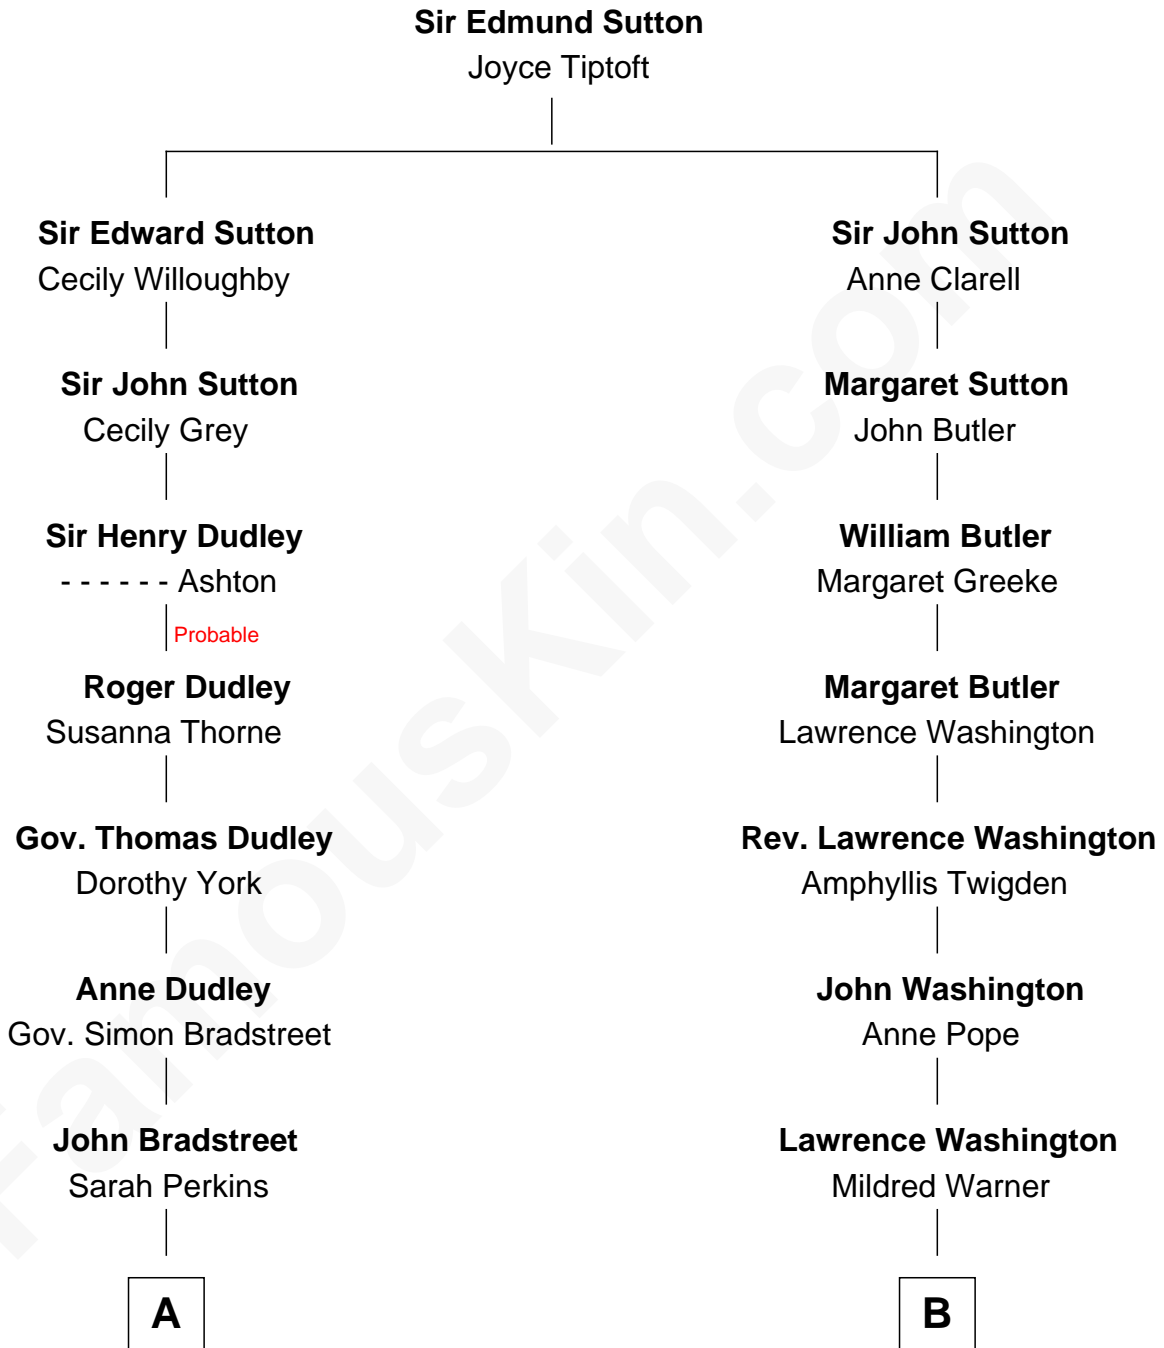 Sir Edmund Sutton
Joyce Tiptoft
Sir Edward Sutton
Cecily Willoughby
Sir John Sutton
Cecily Grey
Sir Henry Dudley
- - - - - - Ashton
Probable
Roger Dudley
Susanna Thorne
Gov. Thomas Dudley
Dorothy York
Anne Dudley
Gov. Simon Bradstreet
John Bradstreet
Sarah Perkins
A
Sir John Sutton
Anne Clarell
Margaret Sutton
John Butler
William Butler
Margaret Greeke
Margaret Butler
Lawrence Washington
Rev. Lawrence Washington
Amphyllis Twigden
John Washington
Anne Pope
Lawrence Washington
Mildred Warner
B
FamousKin.com